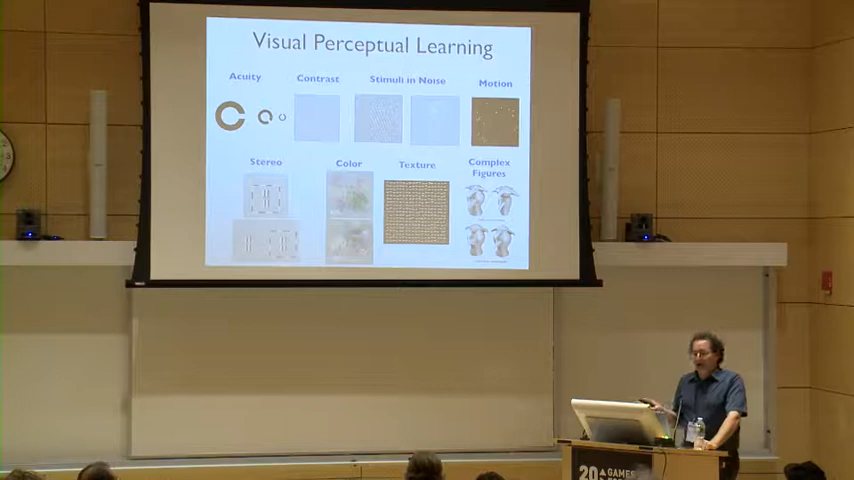 Visual Perceptual Learning
Acuity Contrast Stimuli in Noise Motion
Stereo Color Texture Complex
Figures
20 GAMES